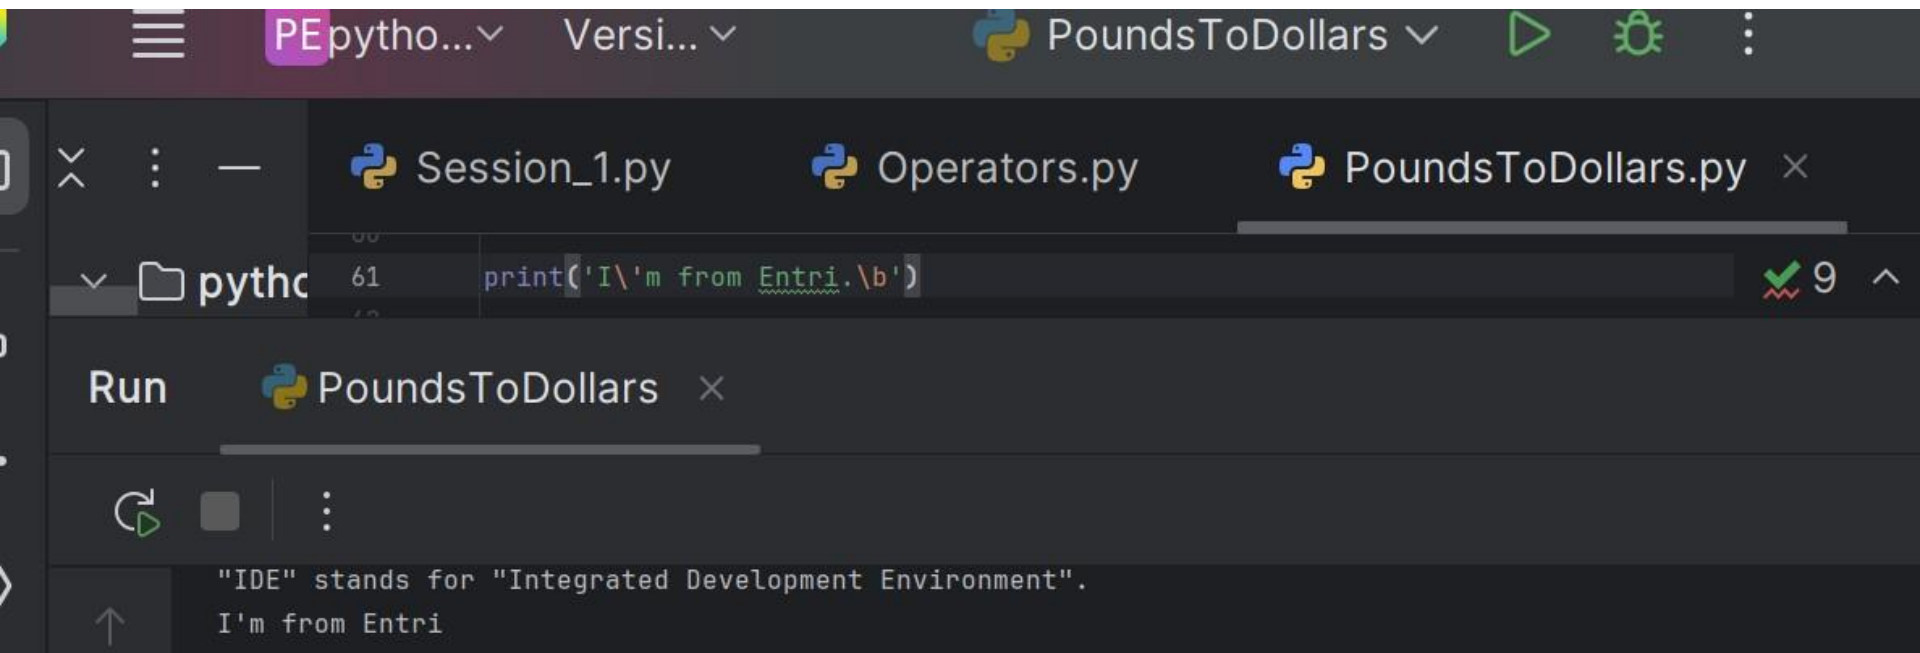 PE pytho... Versi... PoundsToDollars
Session_1.py Operators.py PoundsToDollars.py
pythc 61 print('I\'m from Entri.\b') 9
Run PoundsToDollars
"IDE" stands for "Integrated Development Environment".
I'm from Entri